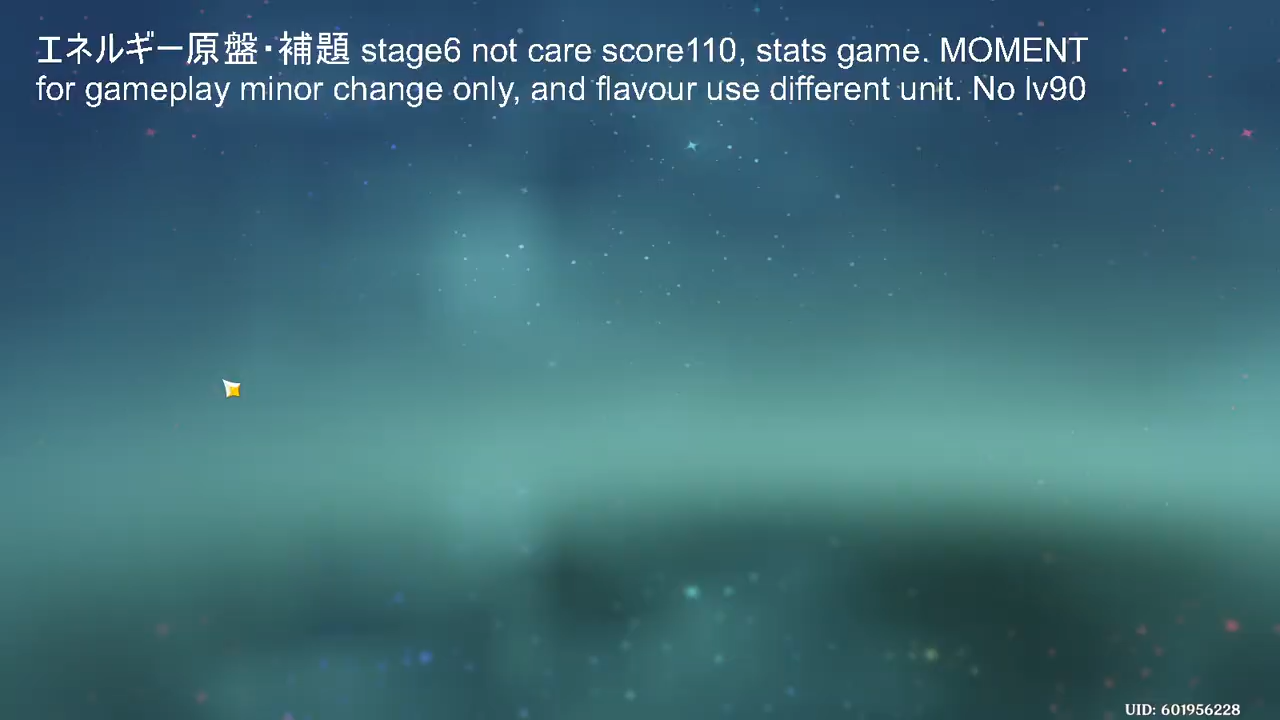 エネルギー原盤・補題 stage6 not care score110, stats game. MOMENT
for gameplay minor change only, and flavour use different unit. No lv90
UID: 601956228